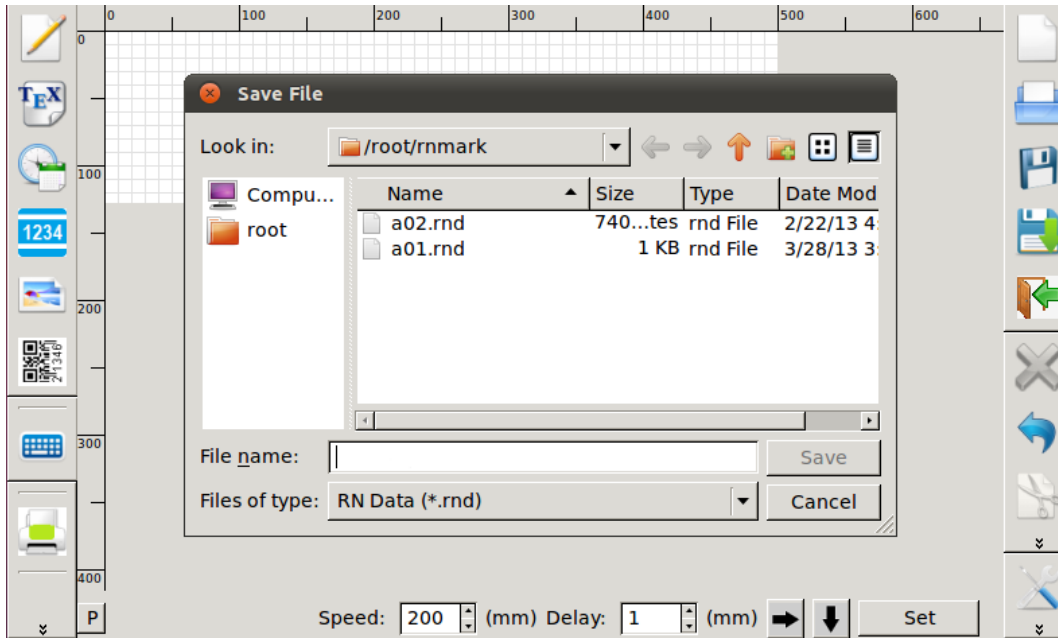 0 100 200 300 400 500 600
0
TEX
Save File
Look in: /root/rnmark
100
Compu... Name Size Type Date Mod
root a02.rnd 740...tes rnd File 2/22/13 4:
1234 a01.rnd 1 KB rnd File 3/28/13 3:
200
21346
300
File name: Save
Files of type: RN Data (*.rnd) Cancel
400
P Speed: 200 (mm) Delay: 1 (mm) Set